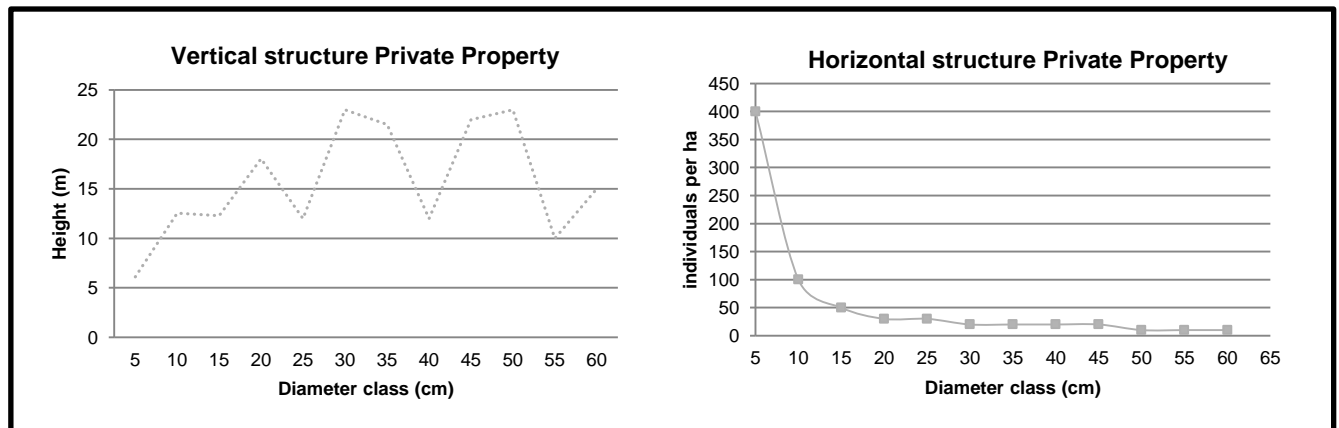 Vertical structure Private Property
Height (m)
25
20
15
10
5
0
5 10 15 20 25 30 35 40 45 50 55 60
Diameter class (cm)
Horizontal structure Private Property
individuals per ha
450
400
350
300
250
200
150
100
50
0
5 10 15 20 25 30 35 40 45 50 55 60 65
Diameter class (cm)